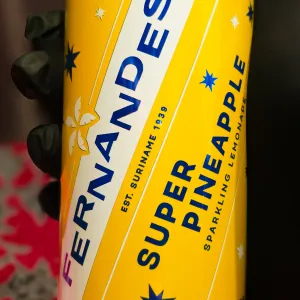 FERNANDES
EST. SURINAME 1939
SUPER
PINEAPPLE
SPARKLING LEMONADE